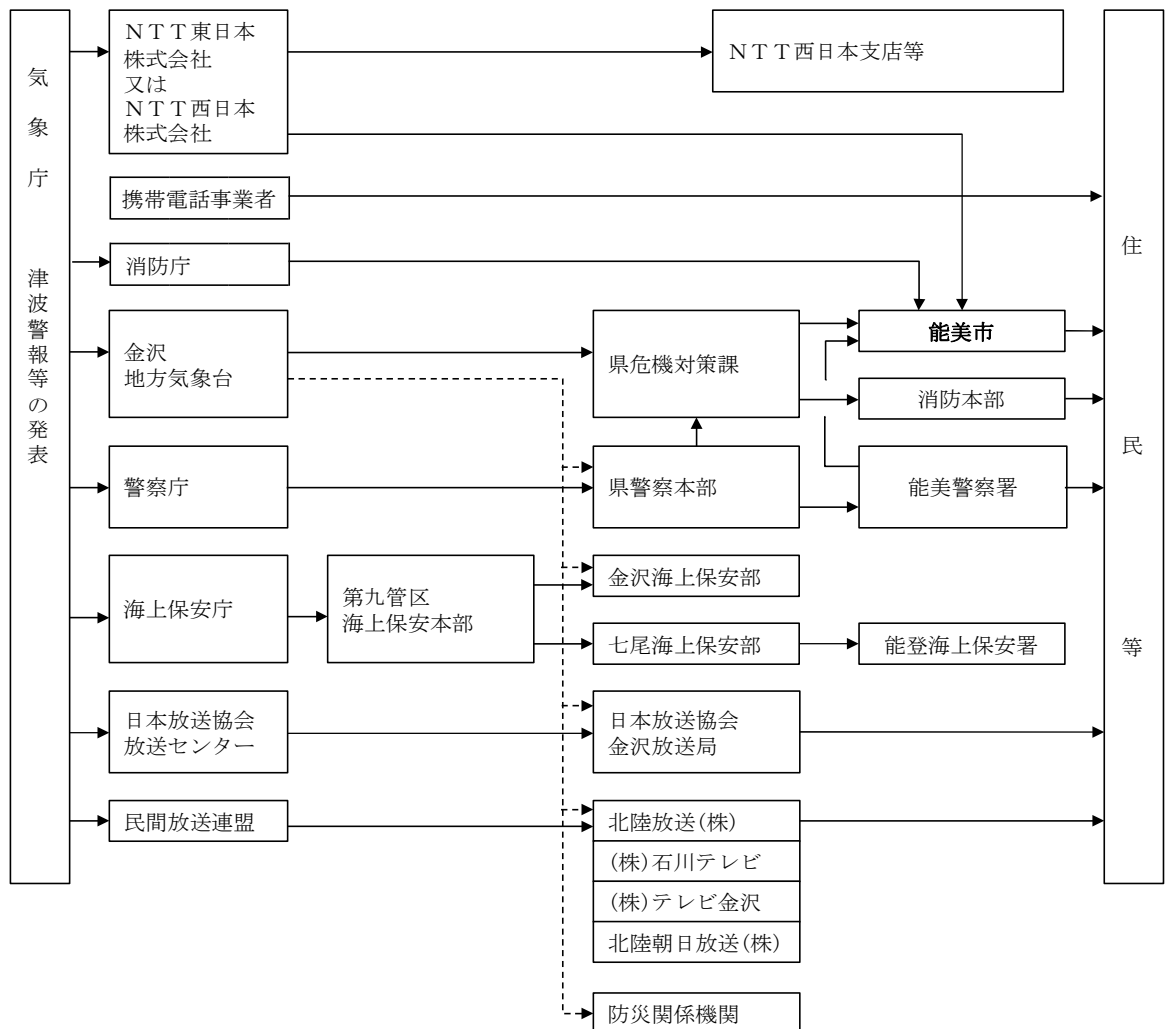 気象庁　津波警報等の発表
ＮＴＴ東日本
株式会社
又は
ＮＴＴ西日本
株式会社
ＮＴＴ西日本支店等
携帯電話事業者
消防庁
金沢
地方気象台
県危機対策課
能美市
消防本部
警察庁
県警察本部
能美警察署
海上保安庁
第九管区
海上保安本部
金沢海上保安部
七尾海上保安部
能登海上保安署
日本放送協会
放送センター
日本放送協会
金沢放送局
民間放送連盟
北陸放送(株)
(株)石川テレビ
(株)テレビ金沢
北陸朝日放送(株)
防災関係機関
住民等